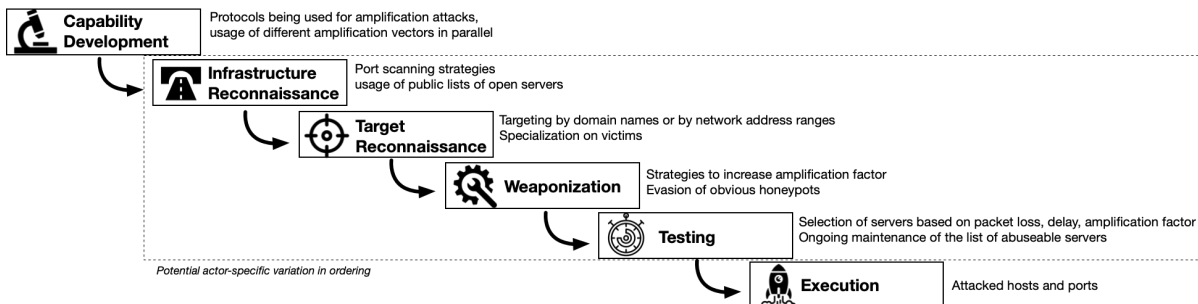 Capability
Development
Protocols being used for amplification attacks,
usage of different amplification vectors in parallel
Infrastructure
Reconnaissance
Port scanning strategies
usage of public lists of open servers
Target
Reconnaissance
Targeting by domain names or by network address ranges
Specialization on victims
Weaponization
Strategies to increase amplification factor
Evasion of obvious honeypots
Testing
Selection of servers based on packet loss, delay, amplification factor
Ongoing maintenance of the list of abuseable servers
Potential actor-specific variation in ordering
Execution
Attacked hosts and ports